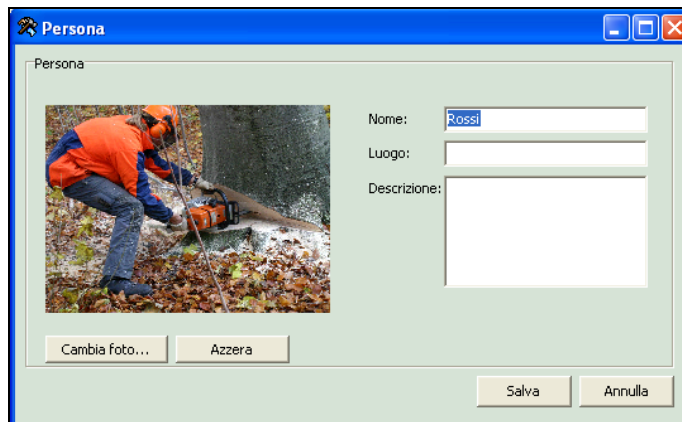 Persona
Persona
Nome:
Rossi
Luogo:
Descrizione:
Cambia foto...
Azzera
Salva
Annulla